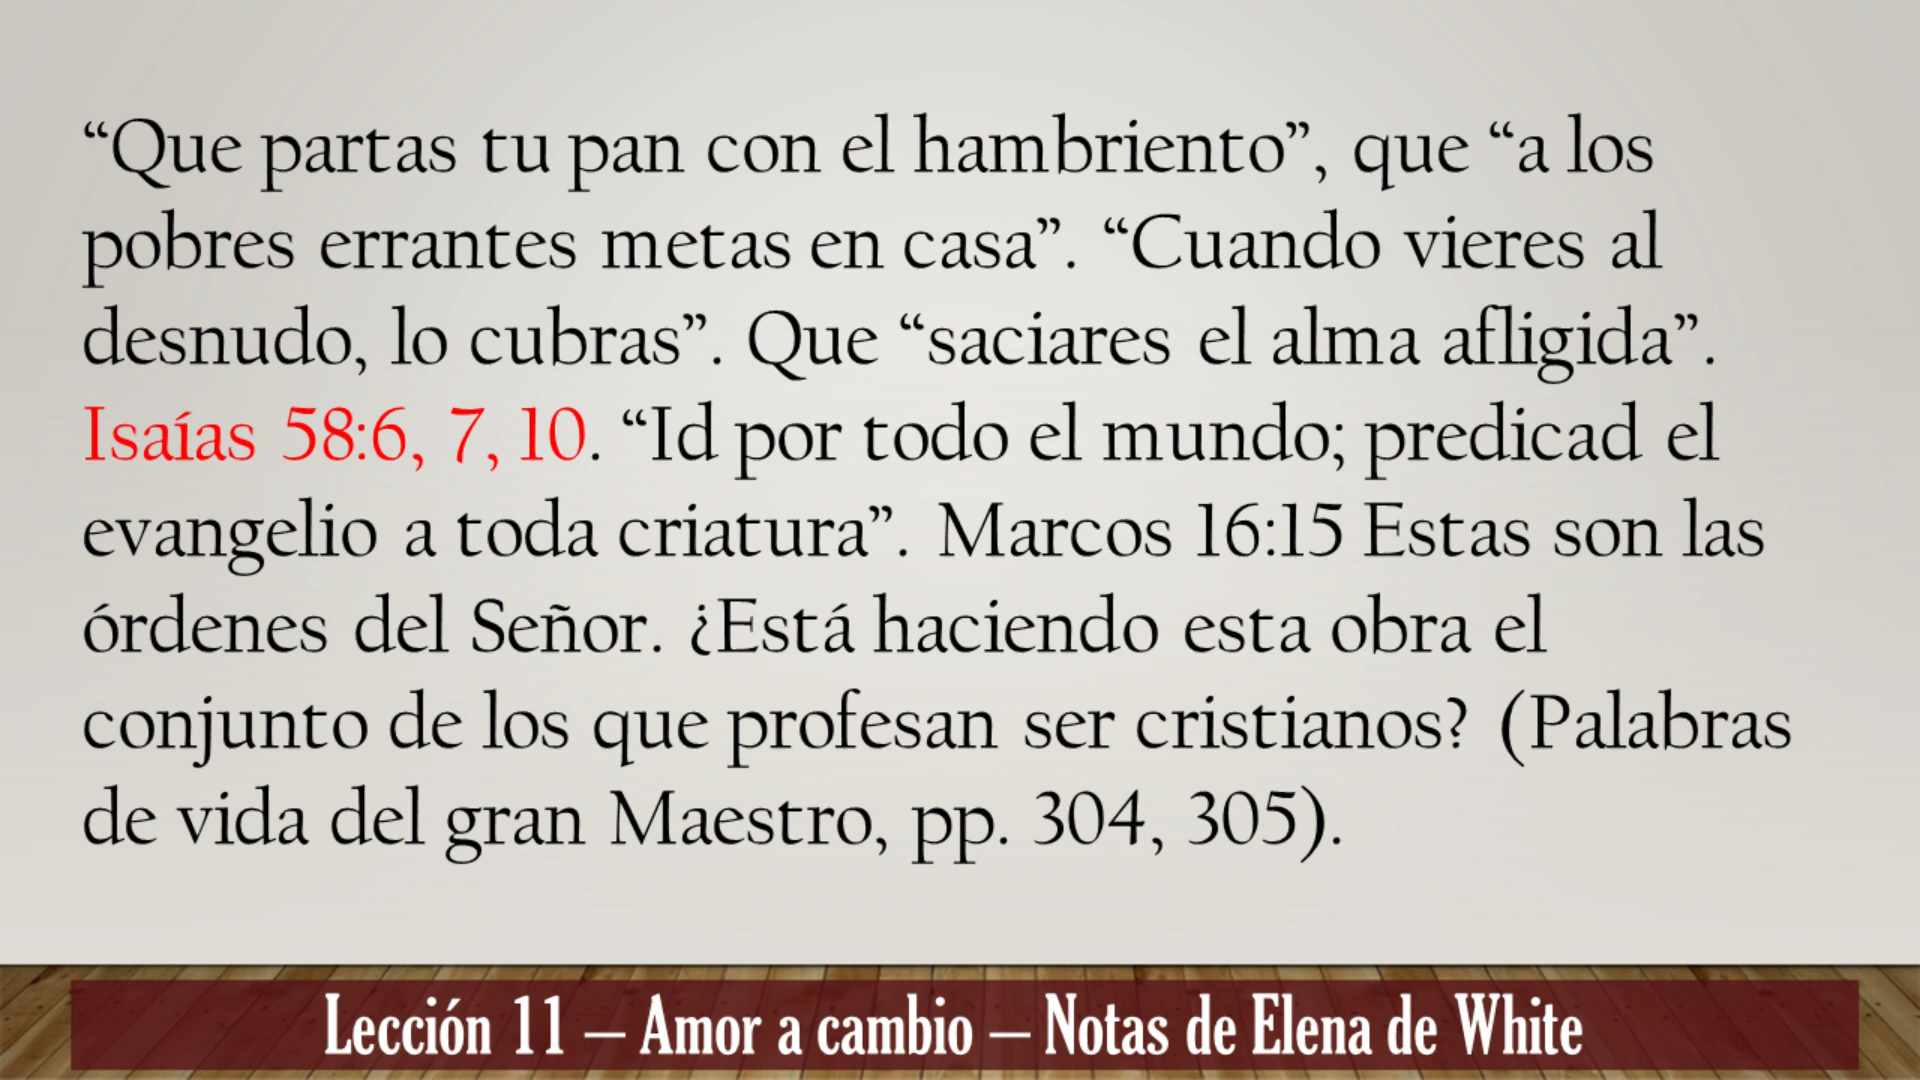 “Que partas tu pan con el hambriento”, que “a los
pobres errantes metas en casa”. “Cuando vieres al
desnudo, lo cubras”. Que “saciares el alma afligida”.
Isaías 58:6, 7, 10. “Id por todo el mundo; predicad el
evangelio a toda criatura”. Marcos 16:15 Estas son las
órdenes del Señor. ¿Está haciendo esta obra el
conjunto de los que profesan ser cristianos? (Palabras
de vida del gran Maestro, pp. 304, 305).
Lección 11 – Amor a cambio – Notas de Elena de White